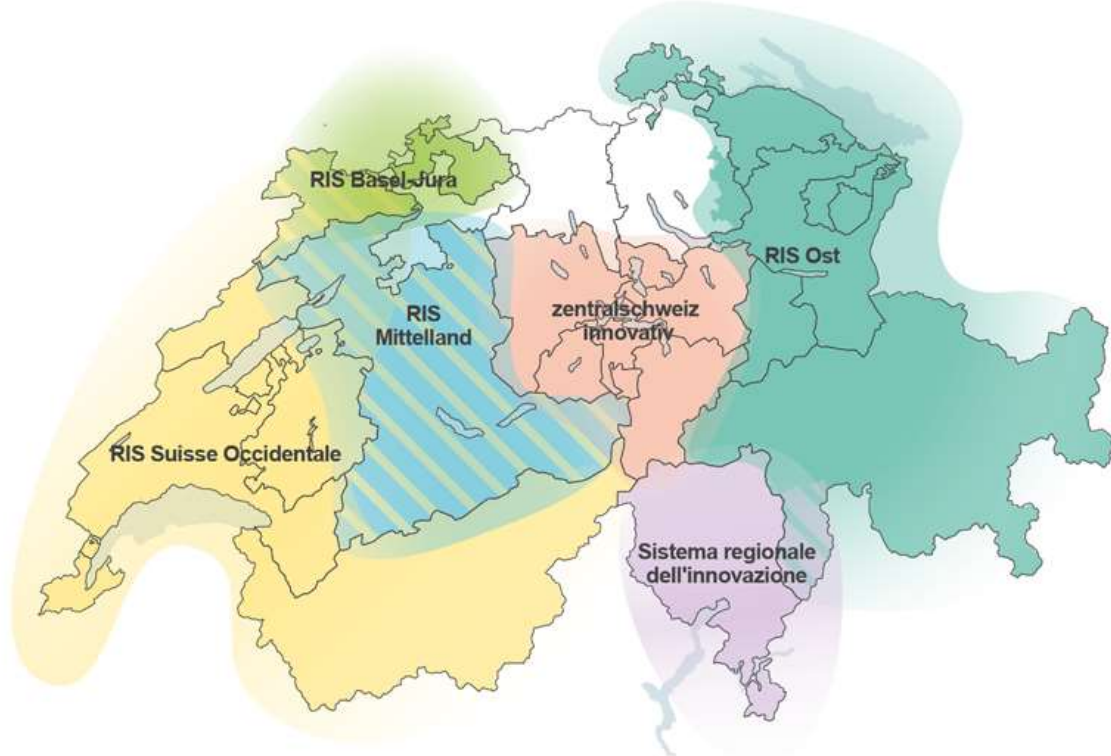 RIS Basel-Jura
RIS Ost
RIS
Mittelland
zentralschweiz
innovativ
RIS Suisse Occidentale
Sistema regionale
dell'innovazione